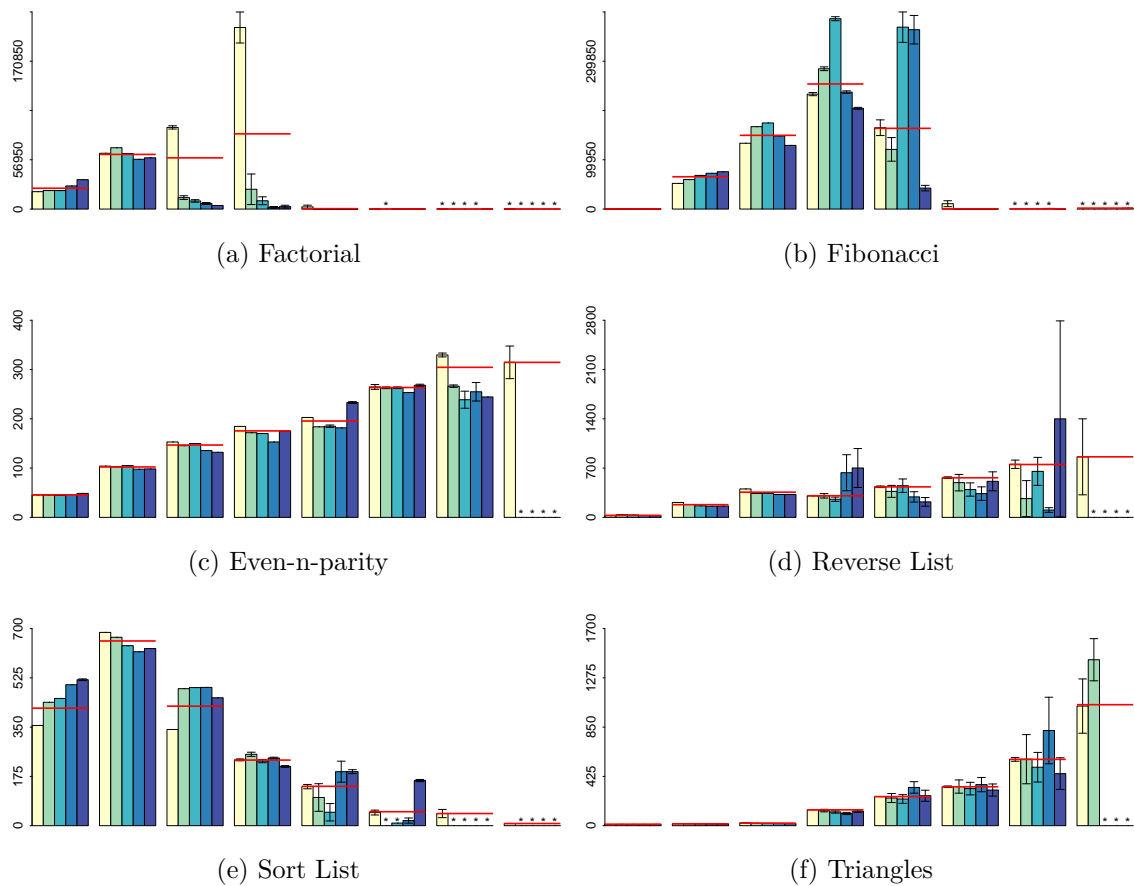 170850
56950
0
* * * * * * * * * *
(a) Factorial
299850
99950
0
* * * * * * * * *
(b) Fibonacci
400
300
200
100
0
* * * *
(c) Even-n-parity
2800
2100
1400
700
0
* * * *
(d) Reverse List
700
525
350
175
0
* * * * * * * * * *
(e) Sort List
1700
1275
850
425
0
* * *
(f) Triangles